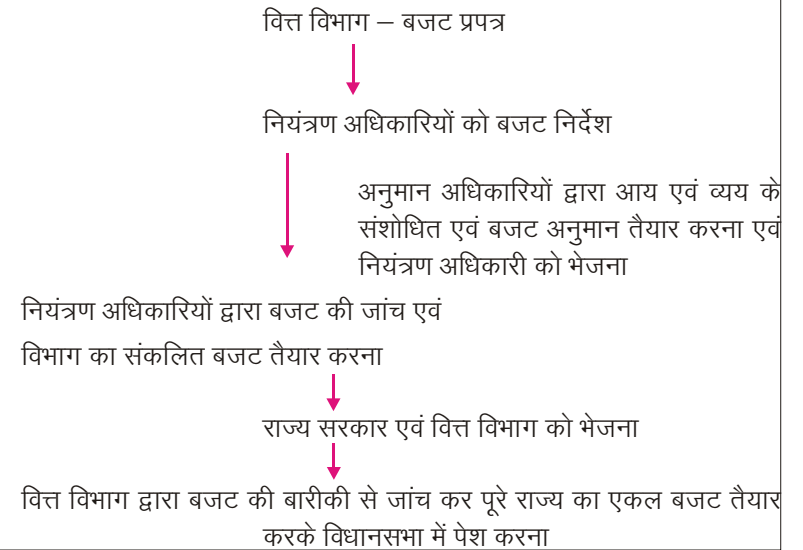 वित्त विभाग – बजट प्रपत्र
नियंत्रण अधिकारियों को बजट निर्देश
अनुमान अधिकारियों द्वारा आय एवं व्यय के
संशोधित एवं बजट अनुमान तैयार करना एवं
नियंत्रण अधिकारी को भेजना
नियंत्रण अधिकारियों द्वारा बजट की जांच एवं
विभाग का संकलित बजट तैयार करना
राज्य सरकार एवं वित्त विभाग को भेजना
वित्त विभाग द्वारा बजट की बारीकी से जांच कर पूरे राज्य का एकल बजट तैयार
करके विधानसभा में पेश करना